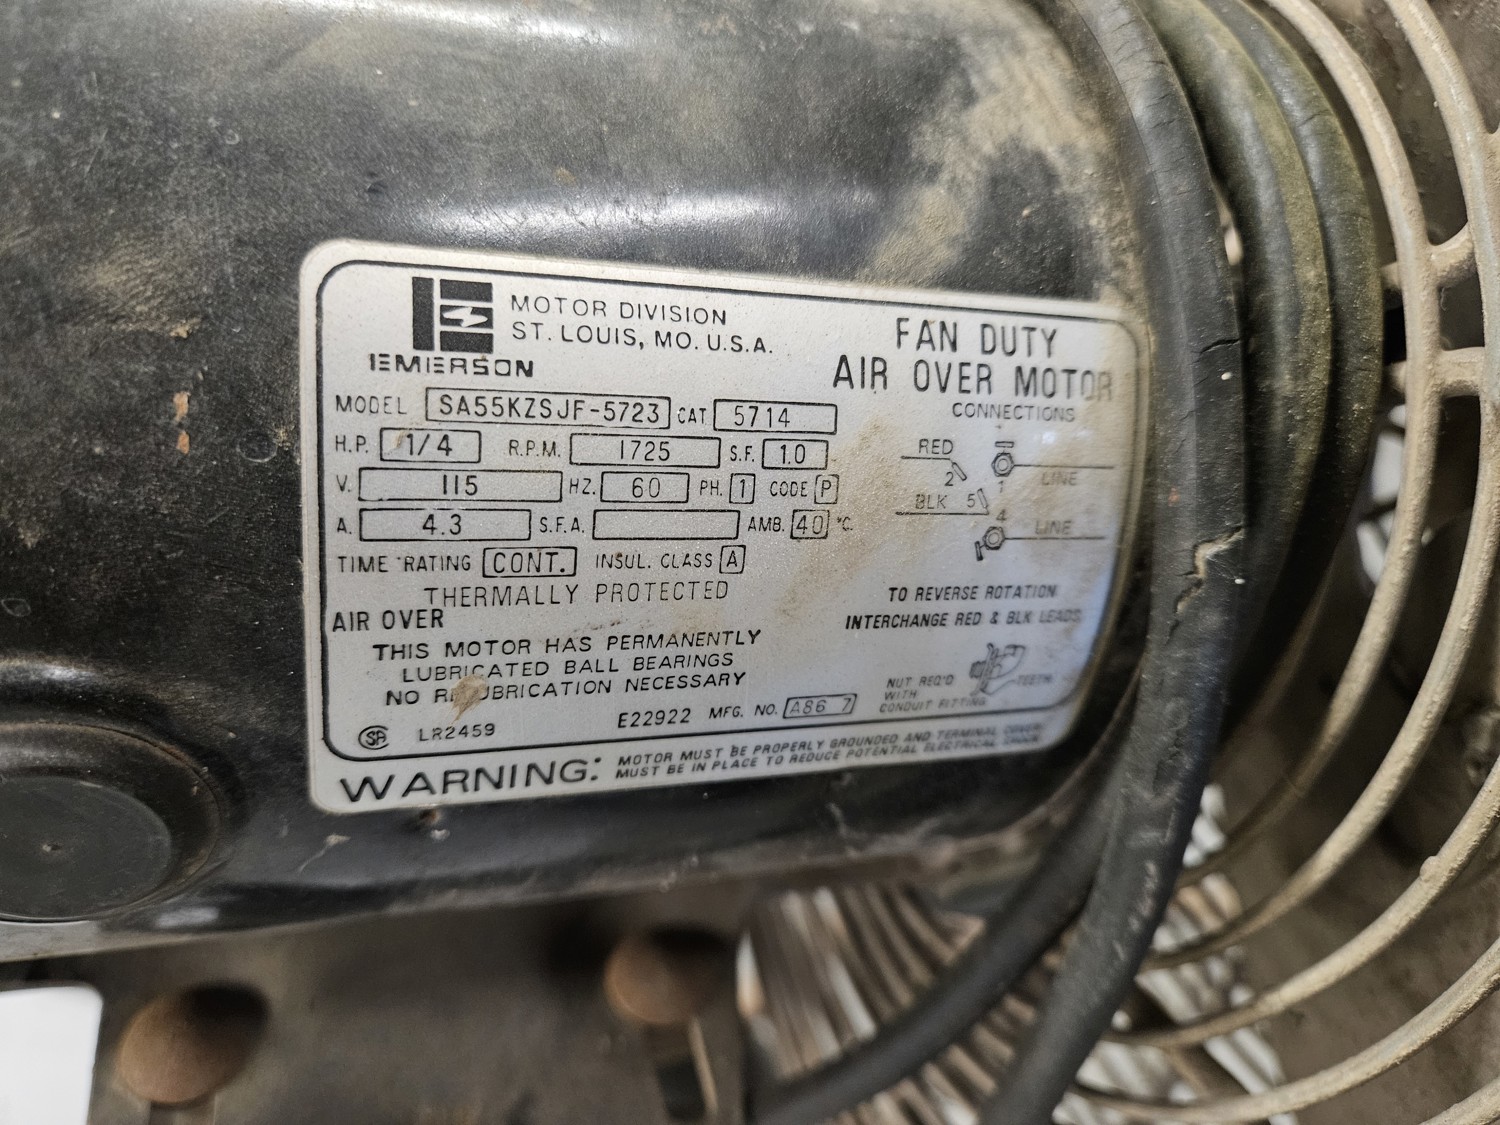 MOTOR DIVISION
ST. LOUIS, MO. U.S.A.
EMERSON
FAN DUTY
AIR OVER MOTOR
MODEL SA55KZSJF-5723 CAT 5714
H.P. 1/4 R.P.M. 1725 S.F. 1.0
V. 115 HZ. 60 PH. 1 CODE P
A. 4.3 S.F.A. AMB. 40 °C.
TIME RATING CONT. INSUL. CLASS A
THERMALLY PROTECTED
AIR OVER
THIS MOTOR HAS PERMANENTLY
LUBRICATED BALL BEARINGS
NO RELUBRICATION NECESSARY
SA LR2459 E22922 MFG. NO. A86 7
CONNECTIONS
RED
2 1 LINE
BLK 5
4 LINE
TO REVERSE ROTATION
INTERCHANGE RED & BLK LEADS
NUT REQ'D TEETH
WITH
CONDUIT FITTING
WARNING: MOTOR MUST BE PROPERLY GROUNDED AND TERMINAL COVER
MUST BE IN PLACE TO REDUCE POTENTIAL ELECTRICAL SHOCK